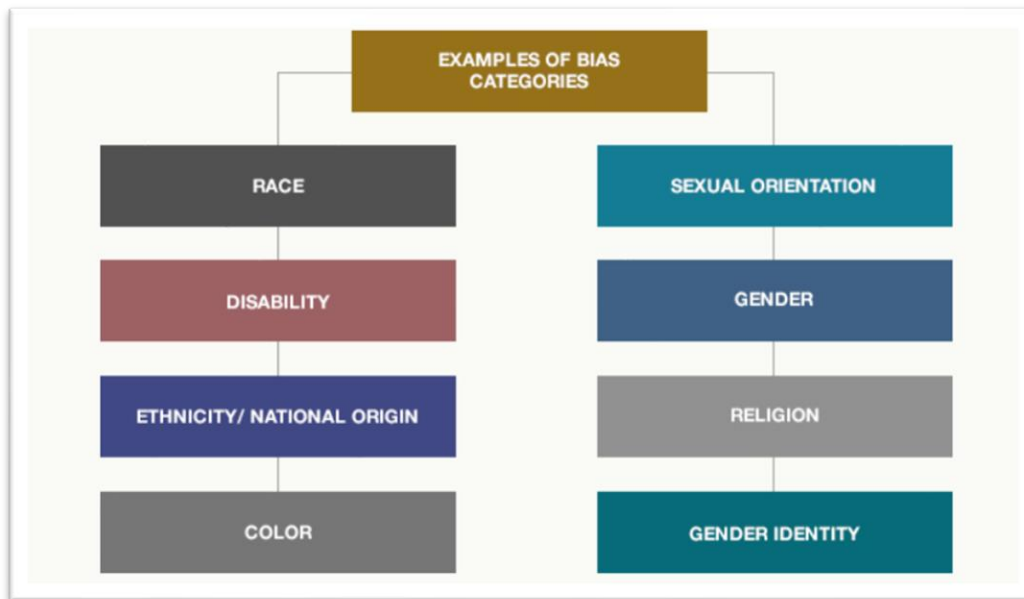 EXAMPLES OF BIAS
CATEGORIES
RACE
DISABILITY
ETHNICITY/ NATIONAL ORIGIN
COLOR
SEXUAL ORIENTATION
GENDER
RELIGION
GENDER IDENTITY